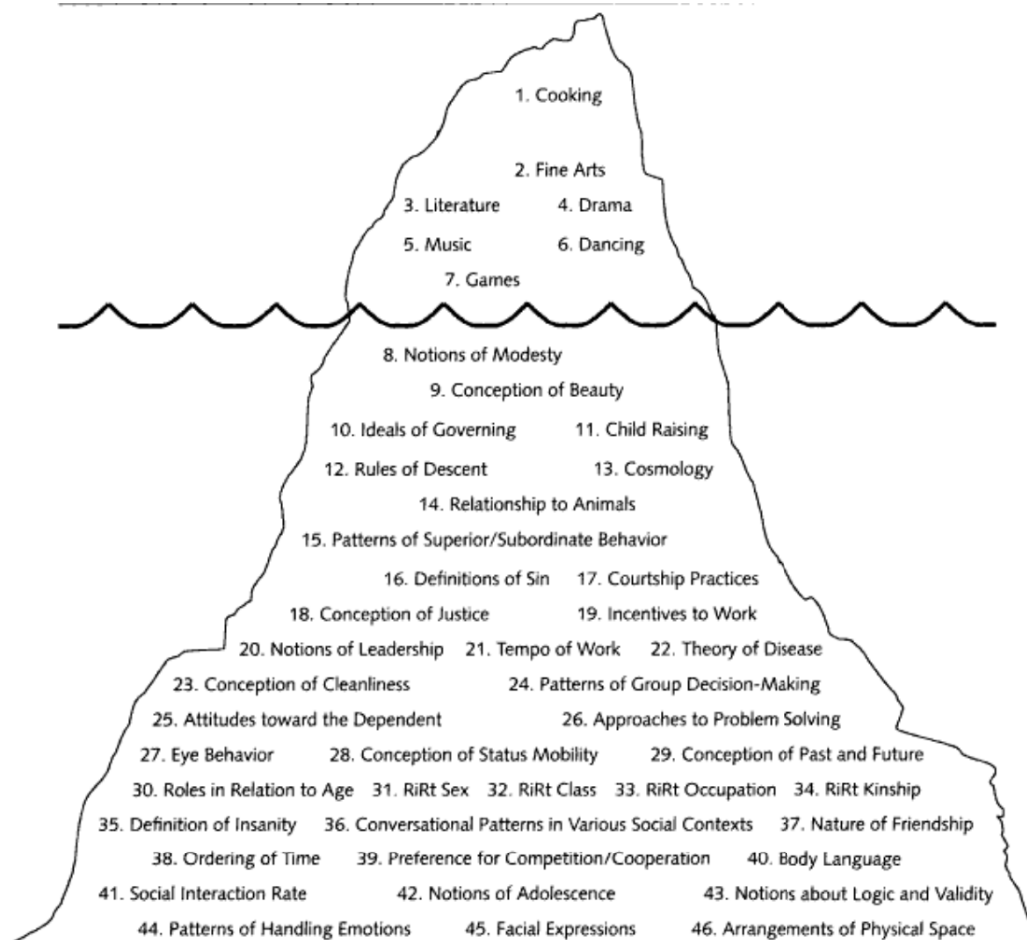 1. Cooking
2. Fine Arts
3. Literature 4. Drama
5. Music 6. Dancing
7. Games
8. Notions of Modesty
9. Conception of Beauty
10. Ideals of Governing 11. Child Raising
12. Rules of Descent 13. Cosmology
14. Relationship to Animals
15. Patterns of Superior/Subordinate Behavior
16. Definitions of Sin 17. Courtship Practices
18. Conception of Justice 19. Incentives to Work
20. Notions of Leadership 21. Tempo of Work 22. Theory of Disease
23. Conception of Cleanliness 24. Patterns of Group Decision-Making
25. Attitudes toward the Dependent 26. Approaches to Problem Solving
27. Eye Behavior 28. Conception of Status Mobility 29. Conception of Past and Future
30. Roles in Relation to Age 31. RiRt Sex 32. RiRt Class 33. RiRt Occupation 34. RiRt Kinship
35. Definition of Insanity 36. Conversational Patterns in Various Social Contexts 37. Nature of Friendship
38. Ordering of Time 39. Preference for Competition/Cooperation 40. Body Language
41. Social Interaction Rate 42. Notions of Adolescence 43. Notions about Logic and Validity
44. Patterns of Handling Emotions 45. Facial Expressions 46. Arrangements of Physical Space